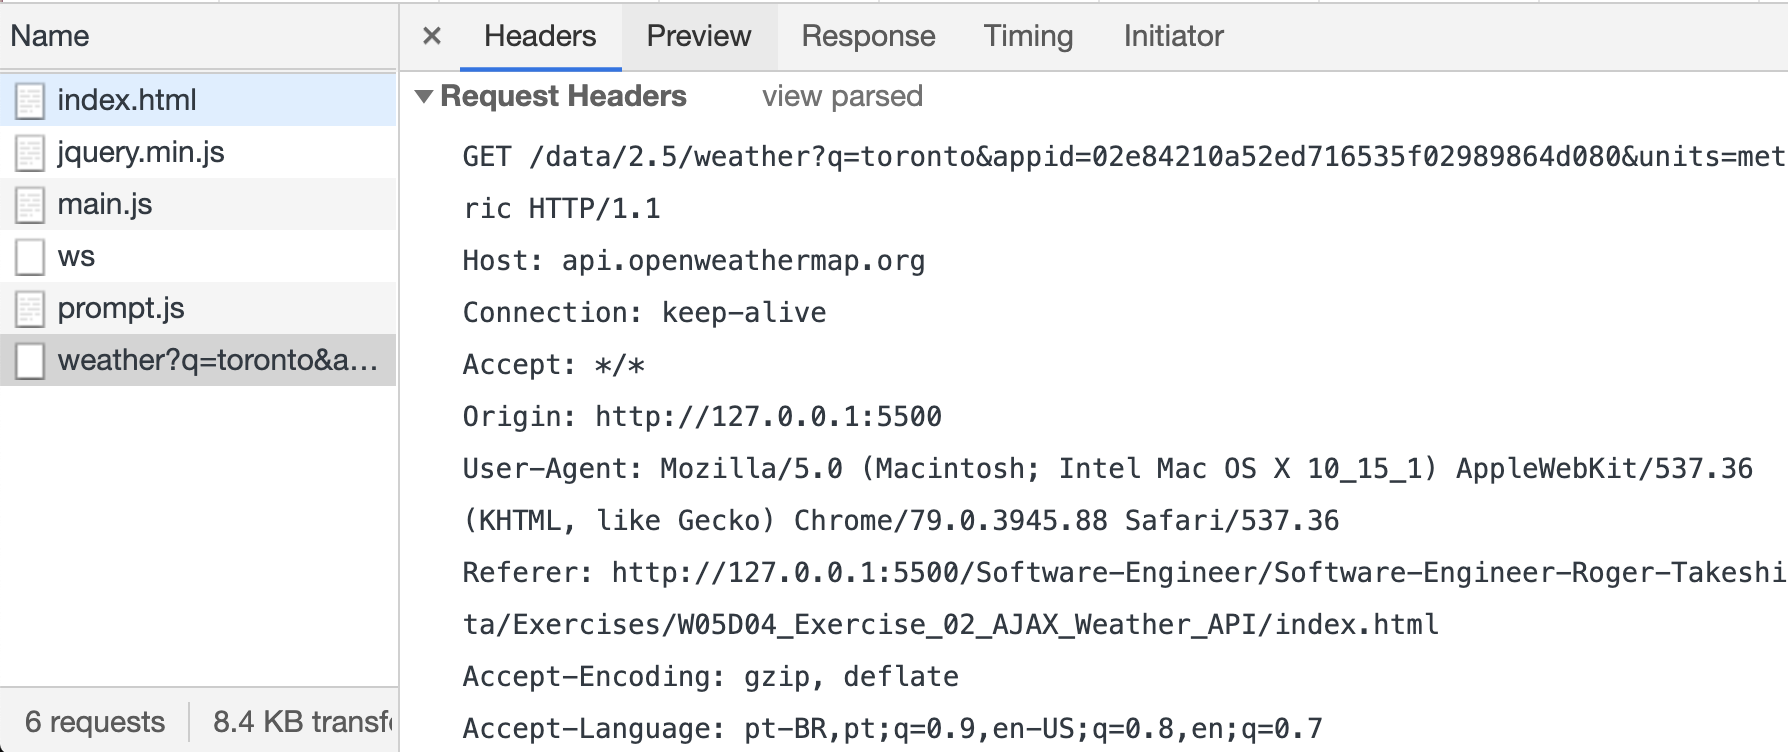 Name
index.html
jquery.min.js
main.js
ws
prompt.js
weather?q=toronto&a...
6 requests
8.4 KB transf
× Headers Preview Response Timing Initiator
▼ Request Headers view parsed
GET /data/2.5/weather?q=toronto&appid=02e84210a52ed716535f02989864d080&units=met
ric HTTP/1.1
Host: api.openweathermap.org
Connection: keep-alive
Accept: */*
Origin: http://127.0.0.1:5500
User-Agent: Mozilla/5.0 (Macintosh; Intel Mac OS X 10_15_1) AppleWebKit/537.36
(KHTML, like Gecko) Chrome/79.0.3945.88 Safari/537.36
Referer: http://127.0.0.1:5500/Software-Engineer/Software-Engineer-Roger-Takeshi
ta/Exercises/W05D04_Exercise_02_AJAX_Weather_API/index.html
Accept-Encoding: gzip, deflate
Accept-Language: pt-BR,pt;q=0.9,en-US;q=0.8,en;q=0.7